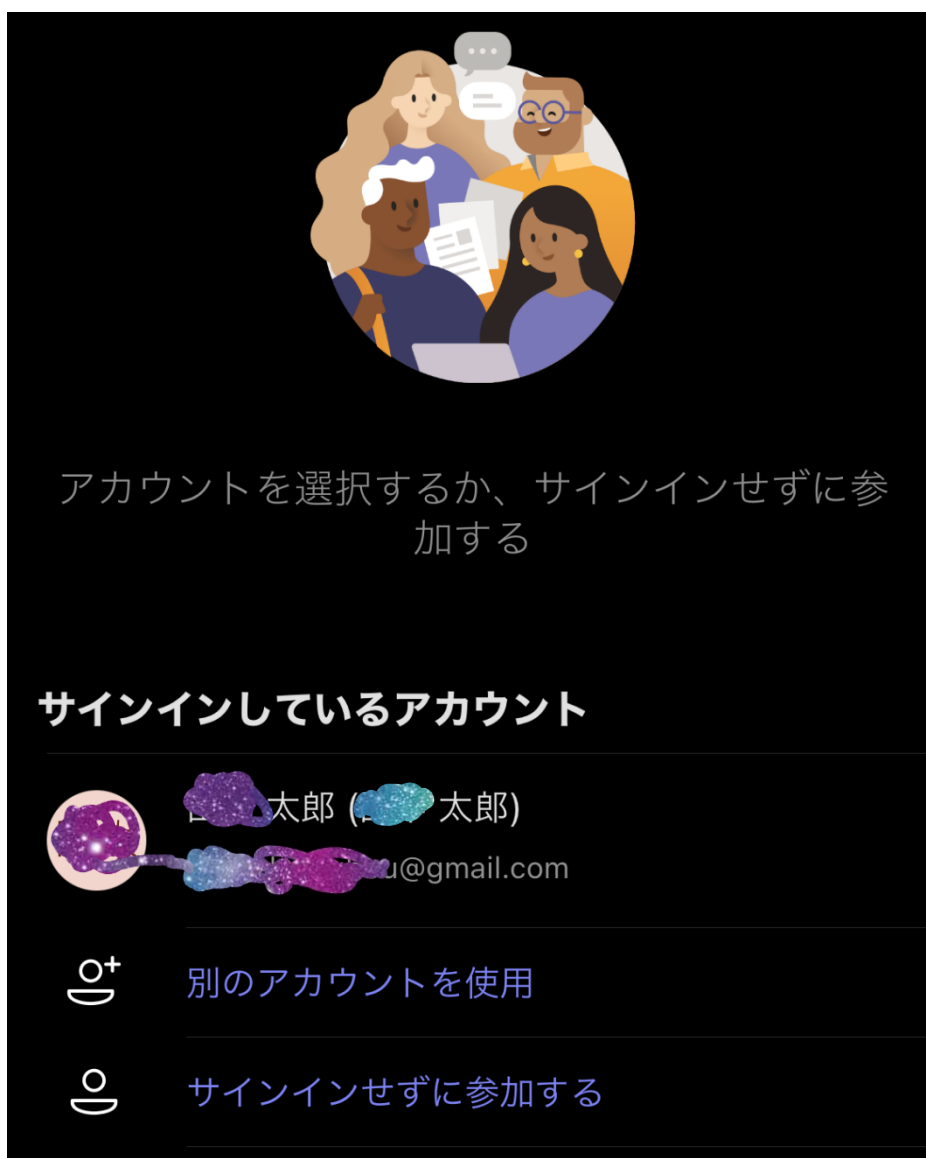 アカウントを選択するか、サインインせずに参
加する
サインインしているアカウント
太郎 ( 太郎)
u@gmail.com
別のアカウントを使用
サインインせずに参加する